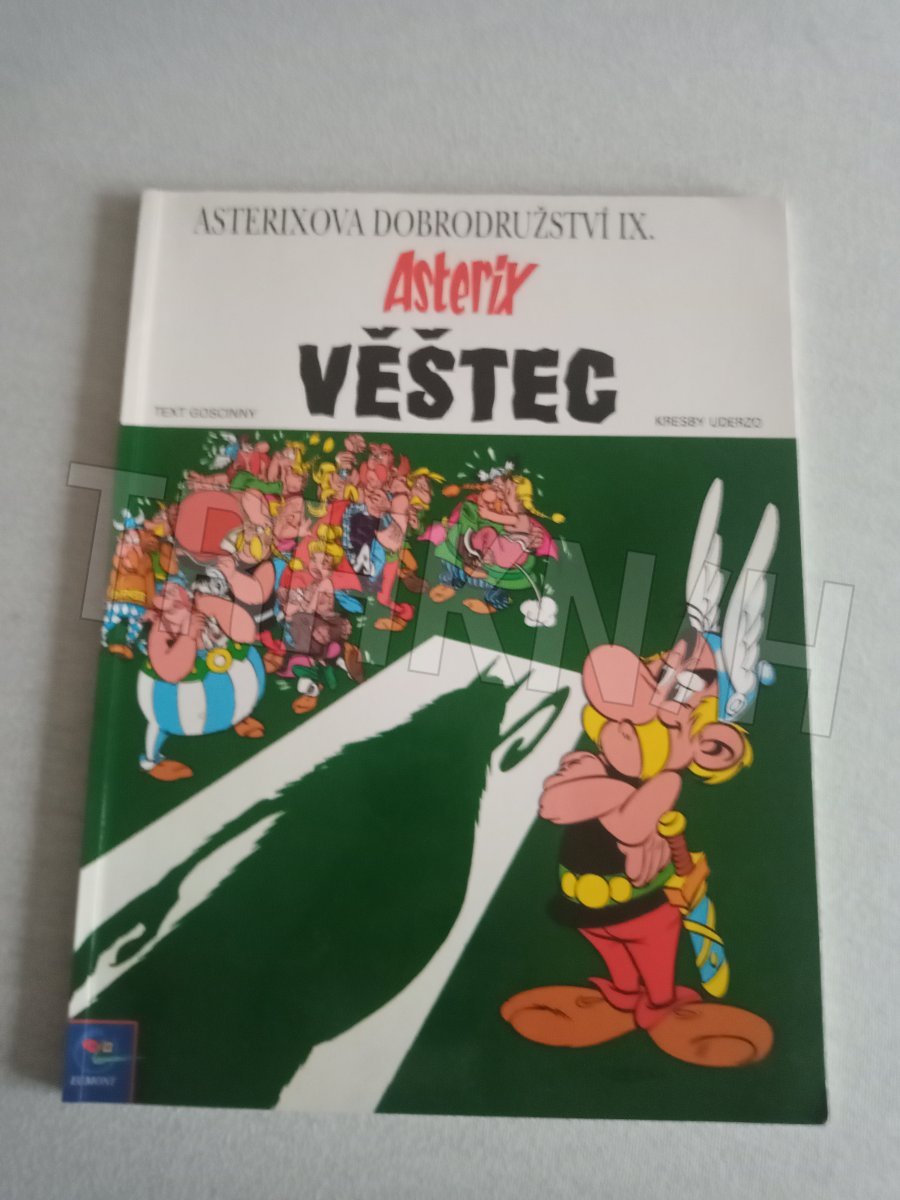 ASTERIXOVA DOBRODRUŽSTVÍ IX.
Asterix
VĚŠTEC
TEXT GOSCINNY
KRESBY UDERZO
EGMONT